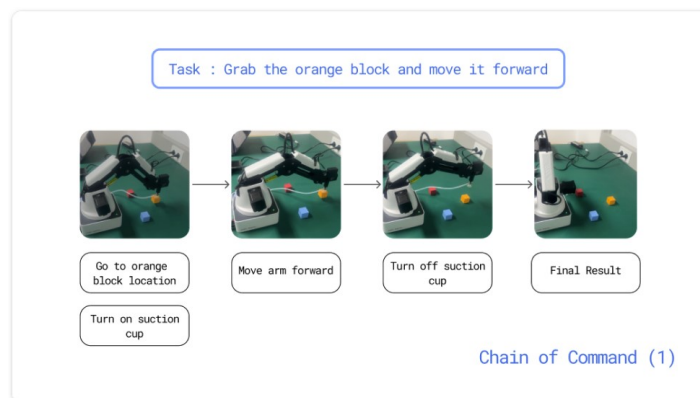 Task : Grab the orange block and move it forward
Go to orange
block location
Move arm forward
Turn off suction
cup
Final Result
Turn on suction
cup
Chain of Command (1)